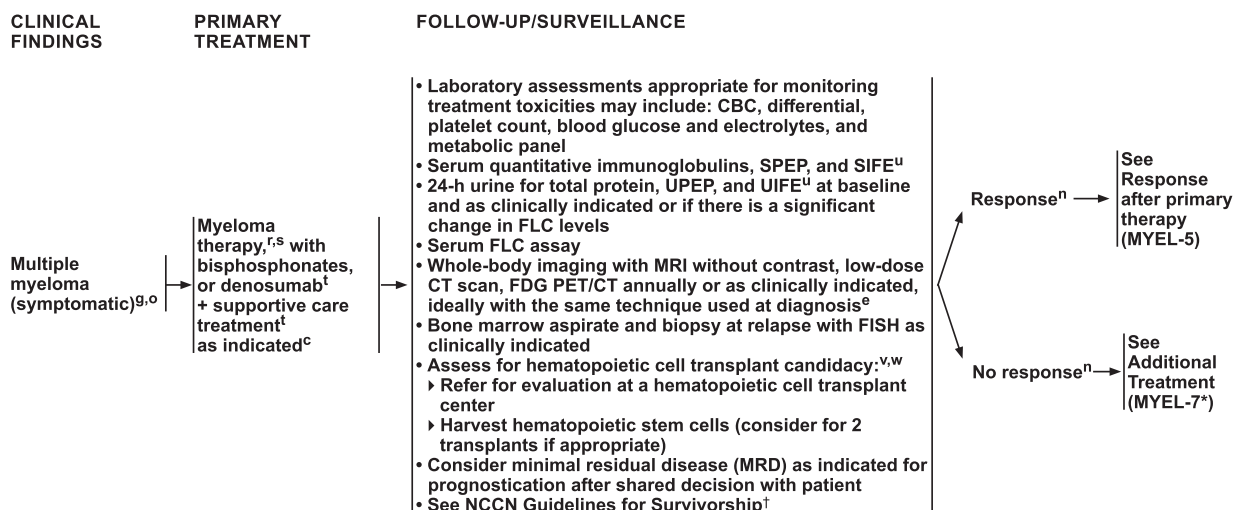 CLINICAL
FINDINGS
PRIMARY
TREATMENT
FOLLOW-UP/SURVEILLANCE
Multiple
myeloma
(symptomatic)g,o
Myeloma
therapy,r,s with
bisphosphonates,
or denosumabt
+ supportive care
treatmentt
as indicatedc
• Laboratory assessments appropriate for monitoring
treatment toxicities may include: CBC, differential,
platelet count, blood glucose and electrolytes, and
metabolic panel
• Serum quantitative immunoglobulins, SPEP, and SIFEu
• 24-h urine for total protein, UPEP, and UIFEu at baseline
and as clinically indicated or if there is a significant
change in FLC levels
• Serum FLC assay
• Whole-body imaging with MRI without contrast, low-dose
CT scan, FDG PET/CT annually or as clinically indicated,
ideally with the same technique used at diagnosise
• Bone marrow aspirate and biopsy at relapse with FISH as
clinically indicated
• Assess for hematopoietic cell transplant candidacy:v,w
▸ Refer for evaluation at a hematopoietic cell transplant
center
▸ Harvest hematopoietic stem cells (consider for 2
transplants if appropriate)
• Consider minimal residual disease (MRD) as indicated for
prognostication after shared decision with patient
• See NCCN Guidelines for Survivorship†
Responsen
See
Response
after primary
therapy
(MYEL-5)
No responsen
See
Additional
Treatment
(MYEL-7*)